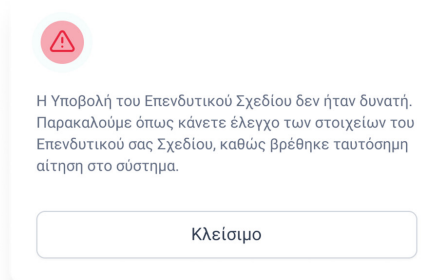 Η Υποβολή του Επενδυτικού Σχεδίου δεν ήταν δυνατή.
Παρακαλούμε όπως κάνετε έλεγχο των στοιχείων του
Επενδυτικού σας Σχεδίου, καθώς βρέθηκε ταυτόσημη
αίτηση στο σύστημα.
Κλείσιμο